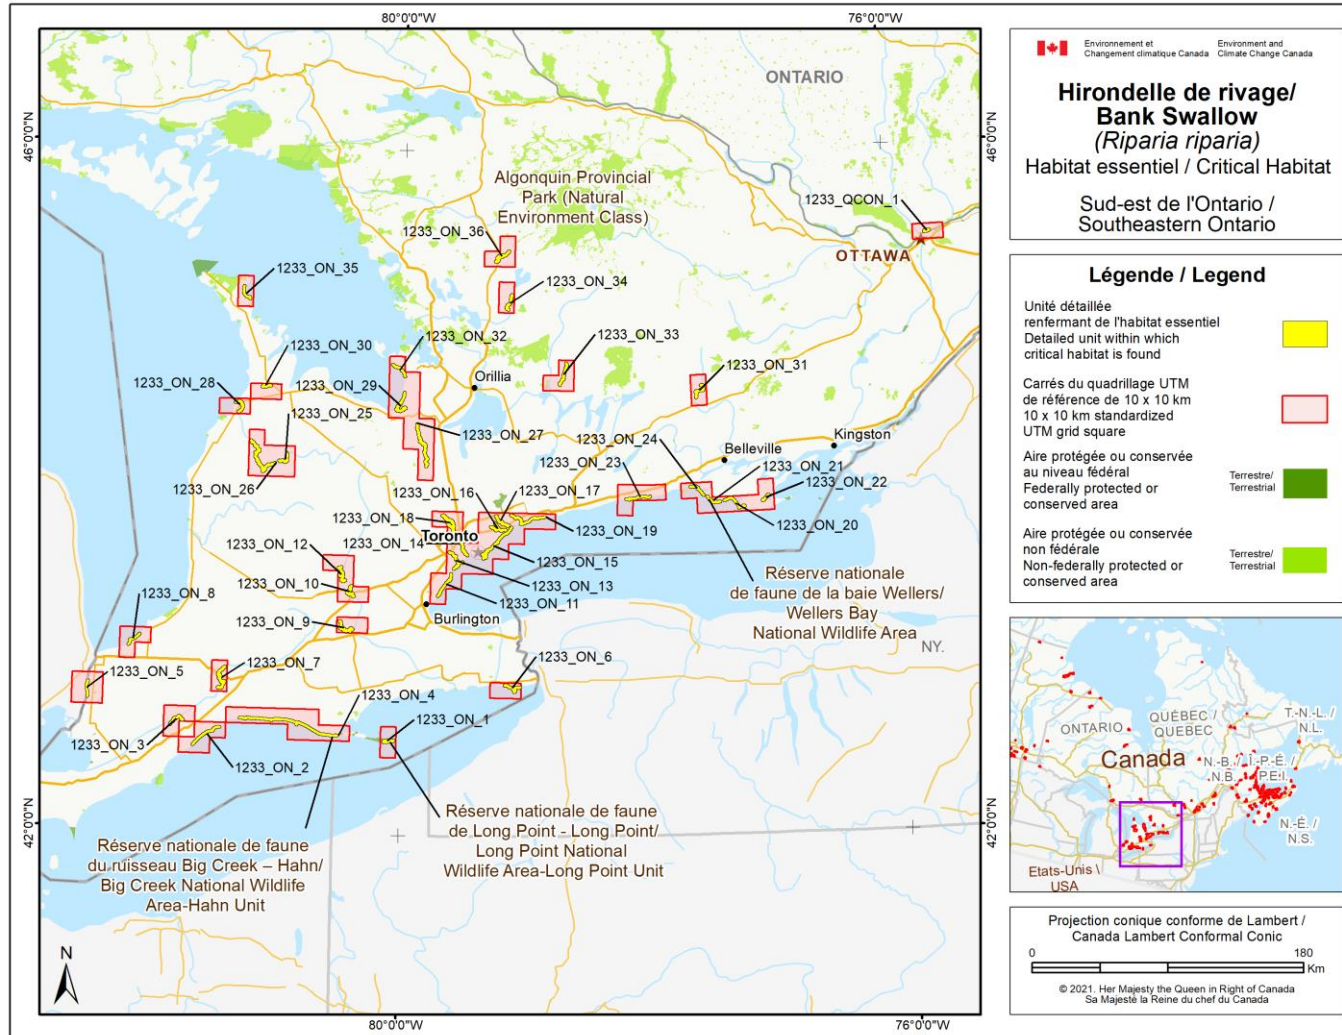 80°0'0"W
76°0'0"W
46°0'0"N
46°0'0"N
ONTARIO
Algonquin Provincial
Park (Natural
Environment Class)
1233_QCON_1
1233_ON_36
OTTAWA
1233_ON_35
1233_ON_34
1233_ON_32
1233_ON_33
1233_ON_30
1233_ON_31
1233_ON_29
Orillia
1233_ON_28
1233_ON_25
1233_ON_27
1233_ON_24
Kingston
Belleville
1233_ON_23
1233_ON_21
1233_ON_26
1233_ON_22
1233_ON_16
1233_ON_17
1233_ON_18
1233_ON_20
1233_ON_19
Toronto
1233_ON_14
1233_ON_12
1233_ON_15
1233_ON_10
1233_ON_13
Réserve nationale
de faune de la baie Wellers/
Wellers Bay
National Wildlife Area
1233_ON_11
1233_ON_8
1233_ON_9
Burlington
NY.
1233_ON_6
1233_ON_5
1233_ON_7
1233_ON_4
1233_ON_1
1233_ON_3
1233_ON_2
Réserve nationale de faune
de Long Point - Long Point/
Long Point National
Wildlife Area-Long Point Unit
Réserve nationale de faune
du ruisseau Big Creek – Hahn/
Big Creek National Wildlife
Area-Hahn Unit
42°0'0"N
42°0'0"N
N
80°0'0"W
76°0'0"W
Environnement et
Changement climatique Canada
Environment and
Climate Change Canada
Hirondelle de rivage/
Bank Swallow
(Riparia riparia)
Habitat essentiel / Critical Habitat
Sud-est de l'Ontario /
Southeastern Ontario
Légende / Legend
Unité détaillée
renfermant de l'habitat essentiel
Detailed unit within which
critical habitat is found
Carrés du quadrillage UTM
de référence de 10 x 10 km
10 x 10 km standardized
UTM grid square
Aire protégée ou conservée
au niveau fédéral
Federally protected or
conserved area
Terrestre/
Terrestrial
Aire protégée ou conservée
non fédérale
Non-federally protected or
conserved area
Terrestre/
Terrestrial
ONTARIO
QUÉBEC /
QUEBEC
T.-N.-L. /
N.L.
Canada
N.-B. /
N.B.
Î.-P.-É. /
P.E.I.
N.-É. /
N.S.
Etats-Unis \
USA
Projection conique conforme de Lambert /
Canada Lambert Conformal Conic
0
180
Km
© 2021. Her Majesty the Queen in Right of Canada
Sa Majesté la Reine du chef du Canada